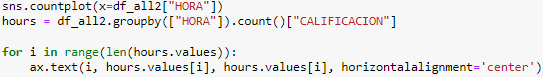 sns.countplot(x=df_all2["HORA"])
hours = df_all2.groupby(["HORA"]).count()["CALIFICACION"]
for i in range(len(hours.values)):
ax.text(i, hours.values[i], hours.values[i], horizontalalignment='center')